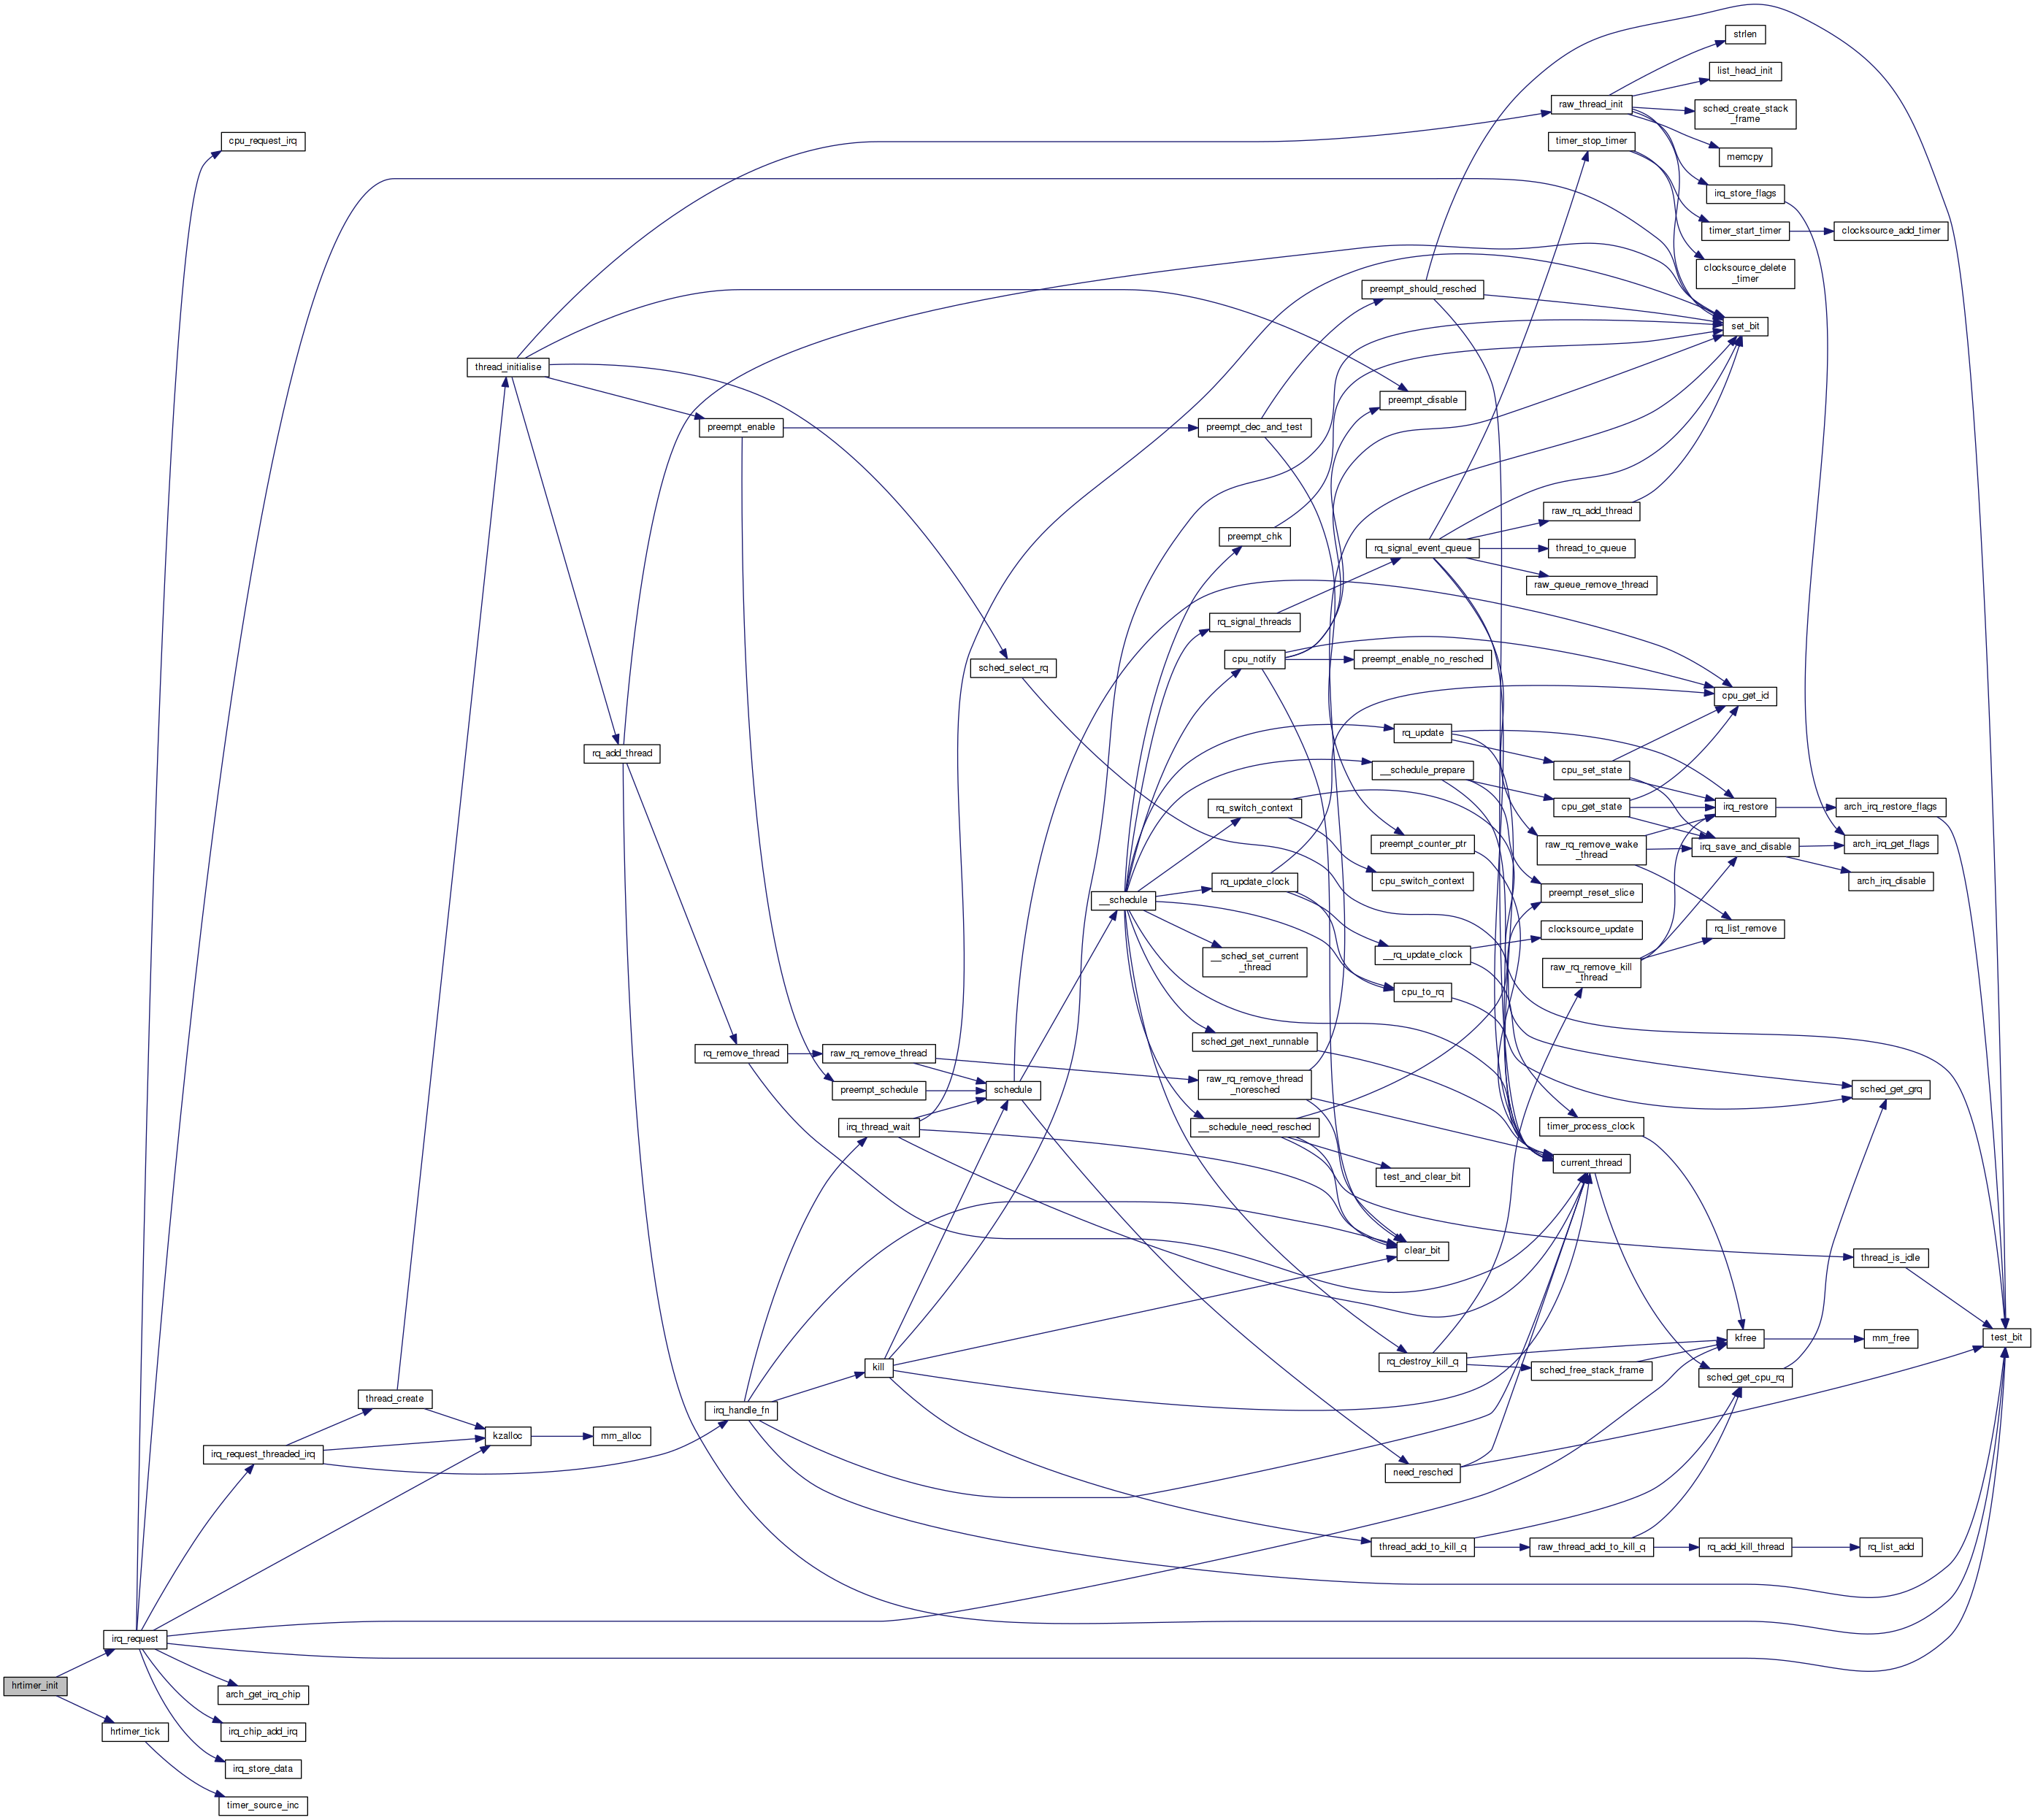 strlen
list_head_init
raw_thread_init
sched_create_stack
_frame
cpu_request_irq
timer_stop_timer
memcpy
irq_store_flags
timer_start_timer
clocksource_add_timer
clocksource_delete
_timer
preempt_should_resched
set_bit
thread_initialise
preempt_disable
preempt_enable
preempt_dec_and_test
raw_rq_add_thread
preempt_chk
rq_signal_event_queue
thread_to_queue
raw_queue_remove_thread
rq_signal_threads
sched_select_rq
cpu_notify
preempt_enable_no_resched
cpu_get_id
rq_update
rq_add_thread
__schedule_prepare
cpu_set_state
rq_switch_context
cpu_get_state
irq_restore
arch_irq_restore_flags
preempt_counter_ptr
raw_rq_remove_wake
_thread
irq_save_and_disable
arch_irq_get_flags
rq_update_clock
cpu_switch_context
arch_irq_disable
preempt_reset_slice
__schedule
clocksource_update
rq_list_remove
__sched_set_current
_thread
__rq_update_clock
raw_rq_remove_kill
_thread
cpu_to_rq
sched_get_next_runnable
rq_remove_thread
raw_rq_remove_thread
raw_rq_remove_thread
_noresched
preempt_schedule
schedule
sched_get_grq
irq_thread_wait
__schedule_need_resched
timer_process_clock
current_thread
test_and_clear_bit
clear_bit
thread_is_idle
kfree
mm_free
test_bit
kill
rq_destroy_kill_q
sched_free_stack_frame
sched_get_cpu_rq
thread_create
irq_handle_fn
kzalloc
mm_alloc
irq_request_threaded_irq
need_resched
thread_add_to_kill_q
raw_thread_add_to_kill_q
rq_add_kill_thread
rq_list_add
irq_request
hrtimer_init
arch_get_irq_chip
hrtimer_tick
irq_chip_add_irq
irq_store_data
timer_source_inc